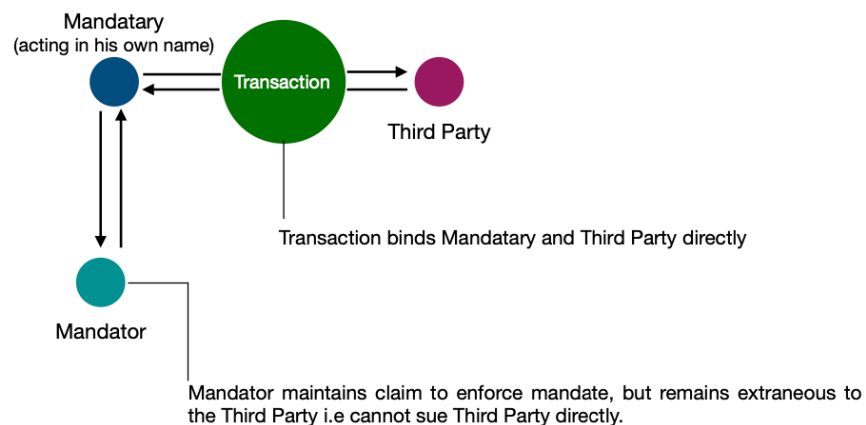 Mandatary
(acting in his own name)
Transaction
Third Party
Transaction binds Mandatary and Third Party directly
Mandator
Mandator maintains claim to enforce mandate, but remains extraneous to
the Third Party i.e cannot sue Third Party directly.